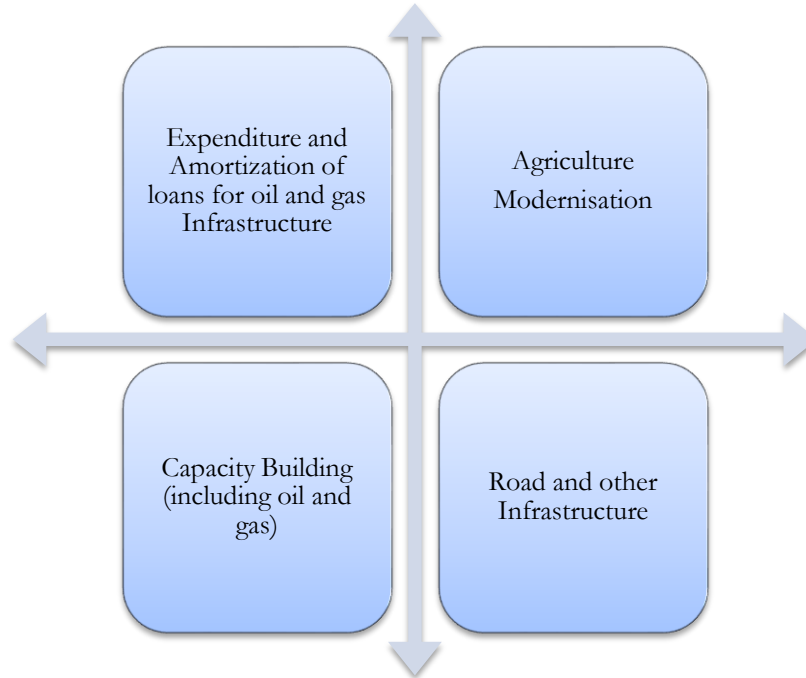 Expenditure and
Amortization of
loans for oil and gas
Infrastructure
Agriculture
Modernisation
Capacity Building
(including oil and
gas)
Road and other
Infrastructure